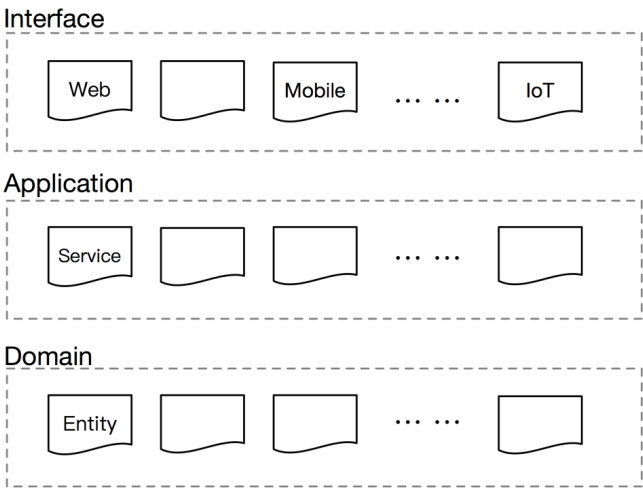 Interface
Web
Mobile
... ...
IoT
Application
Service
... ...
Domain
Entity
... ...